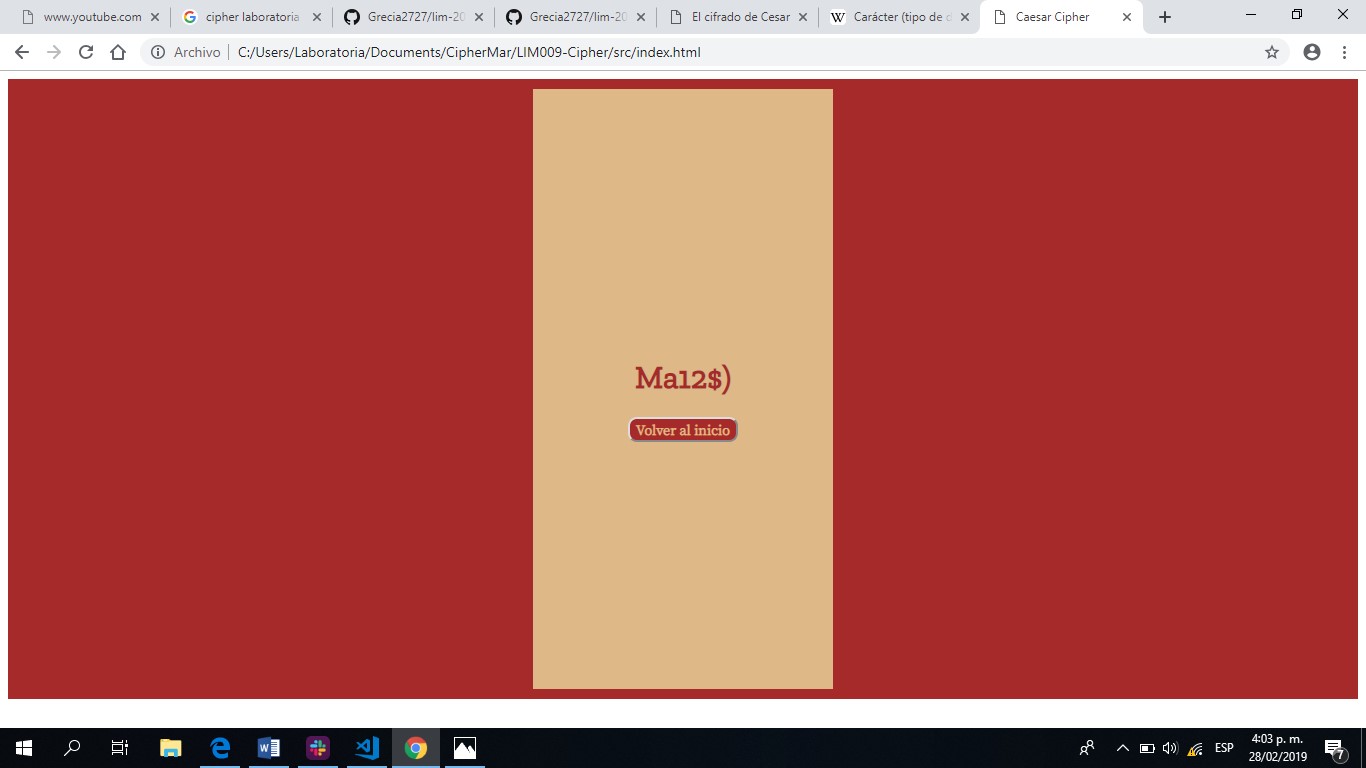 www.youtube.com
cipher laboratoria
Grecia2727/lim-20
Grecia2727/lim-20
El cifrado de Cesar
W Carácter (tipo de d
Caesar Cipher
Archivo C:/Users/Laboratoria/Documents/CipherMar/LIM009-Cipher/src/index.html
Ma12$)
Volver al inicio
ESP
4:03 p. m.
28/02/2019
7